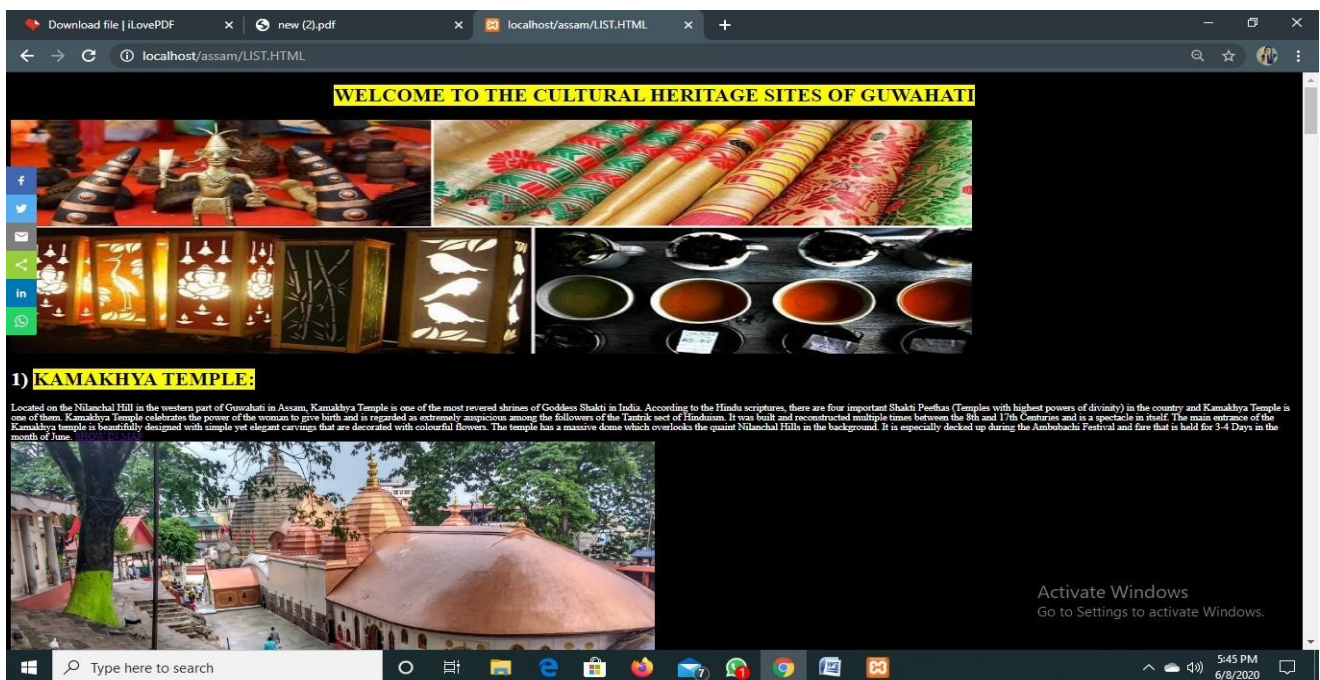 Download file | iLovePDF
new (2).pdf
localhost/assam/LIST.HTML
localhost/assam/LIST.HTML
WELCOME TO THE CULTURAL HERITAGE SITES OF GUWAHATI
f
in
1) KAMAKHYA TEMPLE:
Located on the Nilanchal Hill in the western part of Guwahati in Assam, Kamakhya Temple is one of the most revered shrines of Goddess Shakti in India. According to the Hindu scriptures, there are four important Shakti Peethas (Temples with highest powers of divinity) in the country and Kamakhya Temple is
one of them. Kamakhya Temple celebrates the power of the woman to give birth and is regarded as extremely auspicious among the followers of the Tantrik sect of Hinduism. It was built and reconstructed multiple times between the 8th and 17th Centuries and is a spectacle in itself. The main entrance of the
Kamakhya temple is beautifully designed with simple yet elegant carvings that are decorated with colourful flowers. The temple has a massive dome which overlooks the quaint Nilanchal Hills in the background. It is especially decked up during the Ambubachi Festival and fare that is held for 3-4 Days in the
month of June. SHOW IN MAP
Activate Windows
Go to Settings to activate Windows.
Type here to search
7
1
5:45 PM
6/8/2020